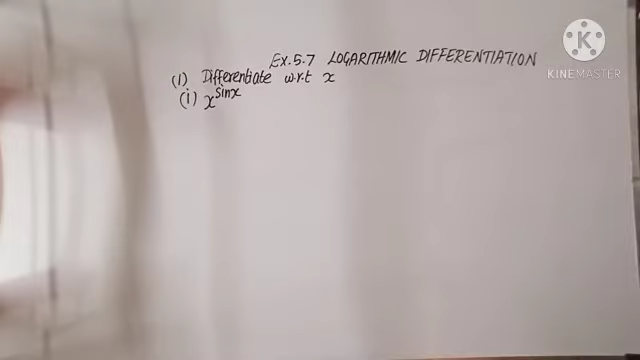 Ex.5.7 LOGARITHMIC DIFFERENTIATION
(1) Differentiate w.r.t x
(i) x^sinx
K
KINEMASTER